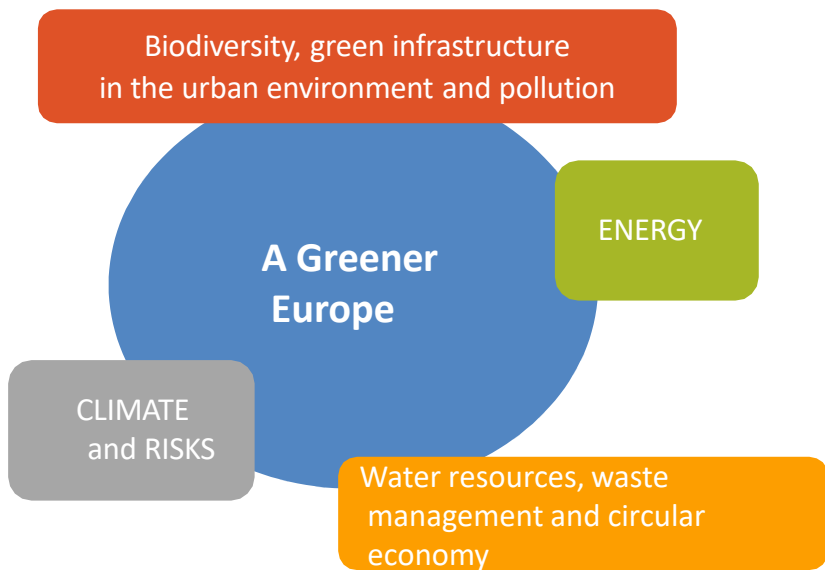 Biodiversity, green infrastructure
in the urban environment and pollution
ENERGY
A Greener
Europe
CLIMATE
and RISKS
Water resources, waste
management and circular
economy